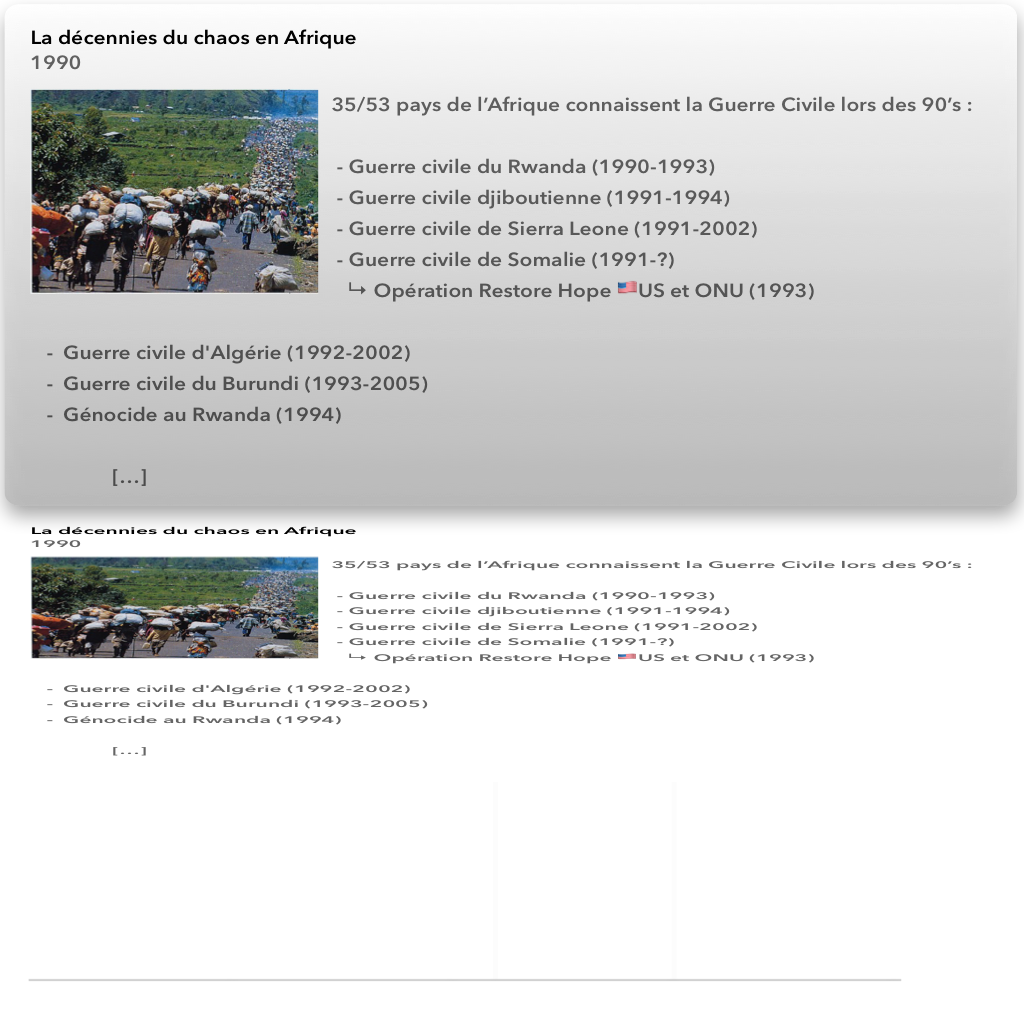 La décennies du chaos en Afrique
1990
35/53 pays de l’Afrique connaissent la Guerre Civile lors des 90’s :
- Guerre civile du Rwanda (1990-1993)
- Guerre civile djiboutienne (1991-1994)
- Guerre civile de Sierra Leone (1991-2002)
- Guerre civile de Somalie (1991-?)
↳ Opération Restore Hope 🇺🇸US et ONU (1993)
- Guerre civile d'Algérie (1992-2002)
- Guerre civile du Burundi (1993-2005)
- Génocide au Rwanda (1994)
[…]
La décennies du chaos en Afrique
1990
35/53 pays de l’Afrique connaissent la Guerre Civile lors des 90’s :
- Guerre civile du Rwanda (1990-1993)
- Guerre civile djiboutienne (1991-1994)
- Guerre civile de Sierra Leone (1991-2002)
- Guerre civile de Somalie (1991-?)
↳ Opération Restore Hope 🇺🇸US et ONU (1993)
- Guerre civile d'Algérie (1992-2002)
- Guerre civile du Burundi (1993-2005)
- Génocide au Rwanda (1994)
[…]